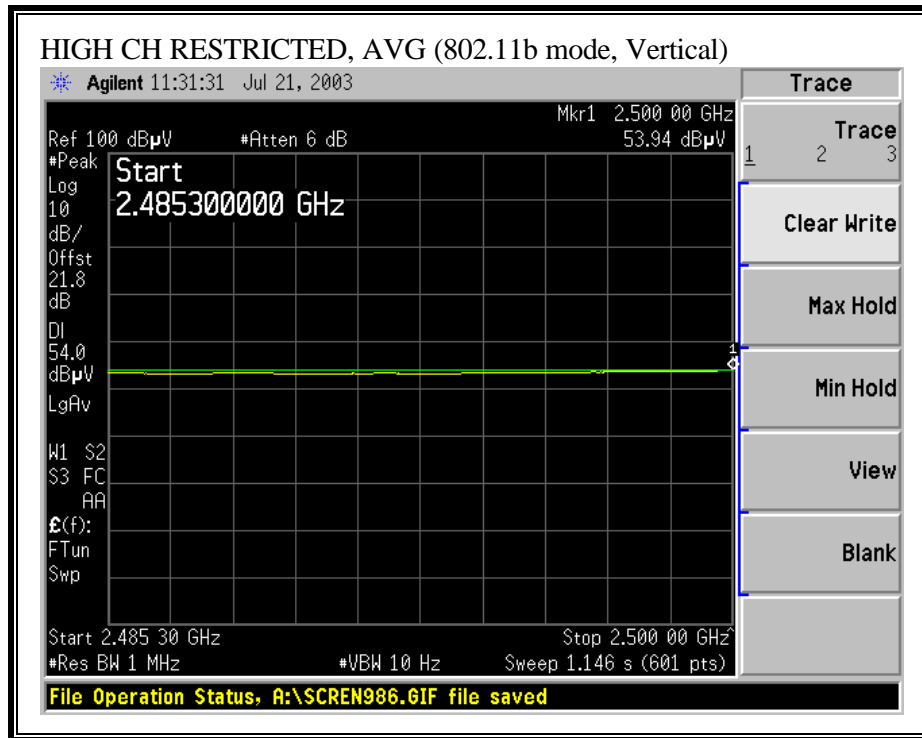 HIGH CH RESTRICTED, AVG (802.11b mode, Vertical)
Agilent 11:31:31 Jul 21, 2003
Trace
Mkr1 2.500 00 GHz
Ref 100 dBµV #Atten 6 dB 53.94 dBµV
Trace
1 2 3
#Peak
Log
10
dB/
Offst
21.8
dB
DI
54.0
dBµV
LgAv
W1 S2
S3 FC
AA
£(f):
FTun
Swp
Start
2.485300000 GHz
1
Clear Write
Max Hold
Min Hold
View
Blank
Start 2.485 30 GHz Stop 2.500 00 GHz^
#Res BW 1 MHz #VBW 10 Hz Sweep 1.146 s (601 pts)
File Operation Status, A:\SCREN986.GIF file saved